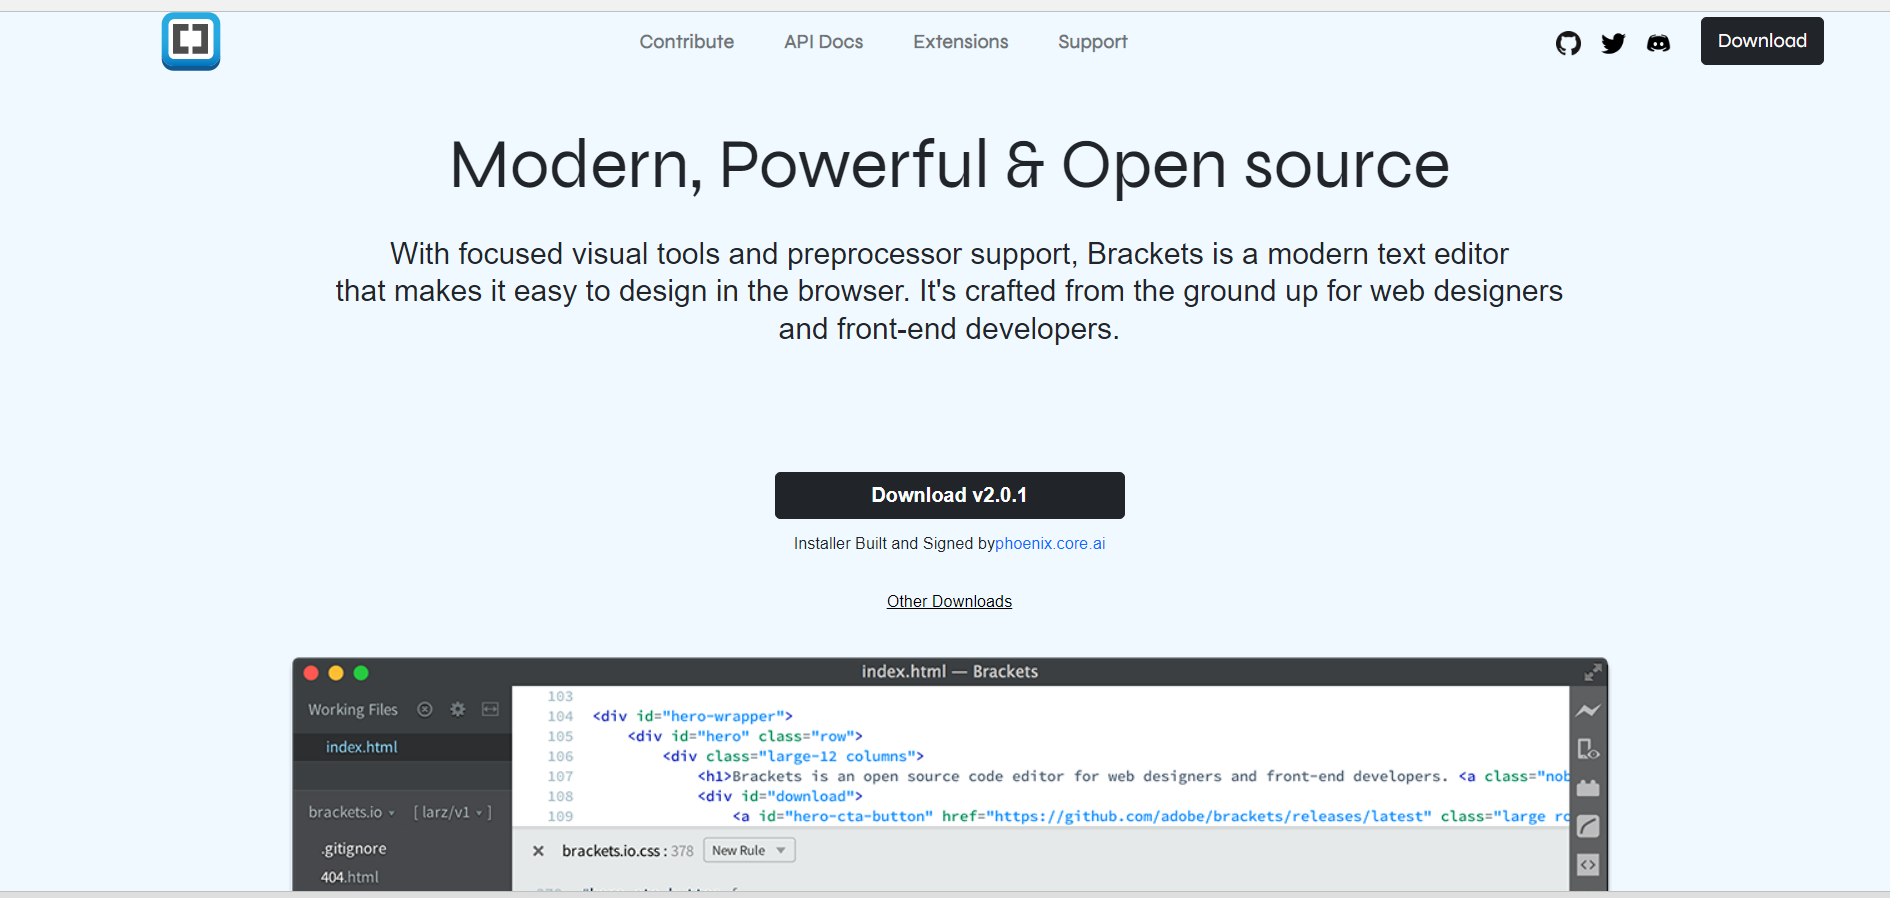 Contribute API Docs Extensions Support Download
Modern, Powerful & Open source
With focused visual tools and preprocessor support, Brackets is a modern text editor
that makes it easy to design in the browser. It's crafted from the ground up for web designers
and front-end developers.
Download v2.0.1
Installer Built and Signed byphoenix.core.ai
Other Downloads
index.html — Brackets
Working Files
index.html
brackets.io [ larz/v1 ]
.gitignore
404.html
103
104 <div id="hero-wrapper">
105 <div id="hero" class="row">
106 <div class="large-12 columns">
107 <h1>Brackets is an open source code editor for web designers and front-end developers. <a class="nob
108 <div id="download">
109 <a id="hero-cta-button" href="https://github.com/adobe/brackets/releases/latest" class="large ro
× brackets.io.css : 378 New Rule